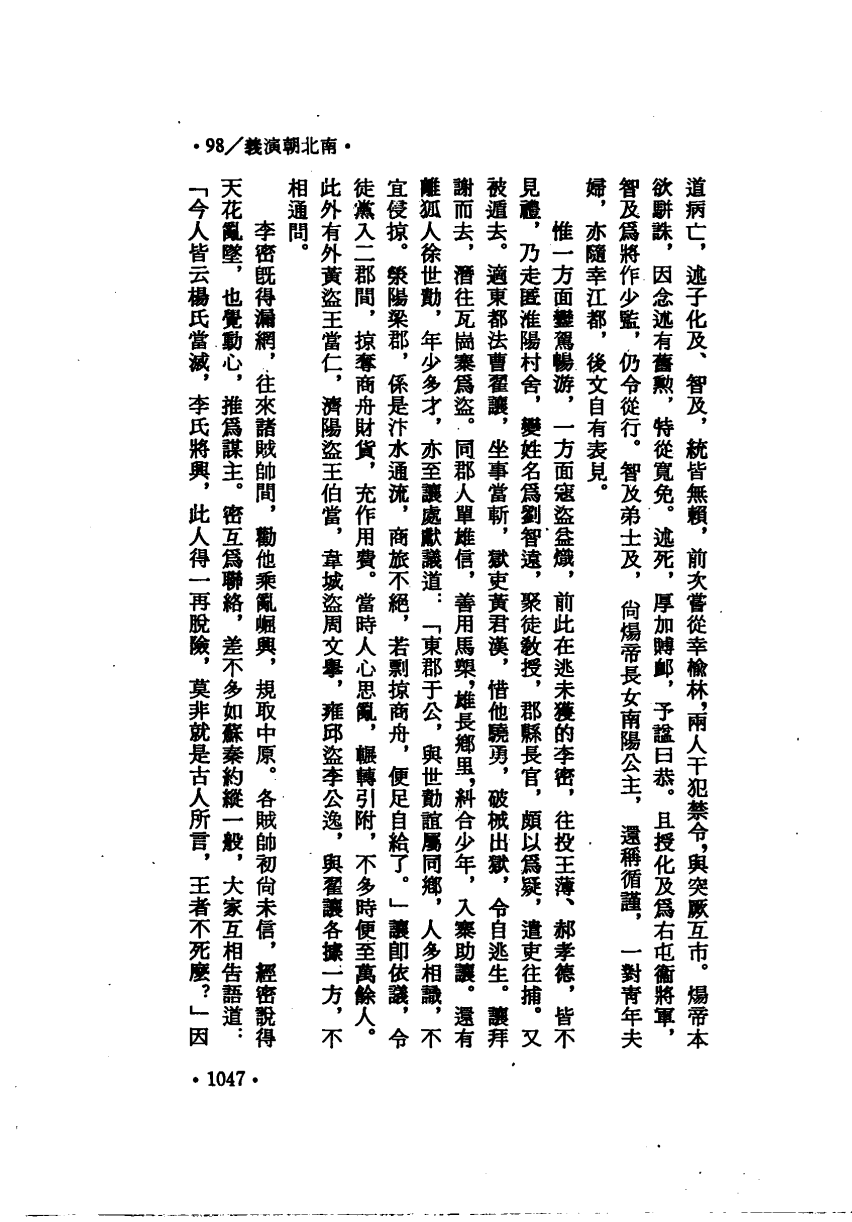 ·98╱義演朝北南·
道病亡，述子化及、智及，統皆無賴，前次嘗從幸榆林，兩人干犯禁令，與突厥互市。煬帝本
欲駢誅，因念述有舊勲，特從寬免。述死，厚加賻卹，予諡曰恭。且授化及爲右屯衞將軍，
智及爲將作少監，仍令從行。智及弟士及，尙煬帝長女南陽公主，還稱循謹，一對靑年夫
婦，亦隨幸江都，後文自有表見。
惟一方面鑾駕暢游，一方面寇盜益熾，前此在逃未獲的李密，往投王薄、郝孝德，皆不
見禮，乃走匿淮陽村舍，變姓名爲劉智遠，聚徒敎授，郡縣長官，頗以爲疑，遣吏往捕。又
被遁去。適東都法曹翟讓，坐事當斬，獄吏黃君漢，惜他驍勇，破械出獄，令自逃生。讓拜
謝而去，潛往瓦崗寨爲盜。同郡人單雄信，善用馬槊，雄長鄉里，糾合少年，入寨助讓。還有
離狐人徐世勣，年少多才，亦至讓處獻議道：「東郡于公，與世勣誼屬同鄉，人多相識，不
宜侵掠。滎陽梁郡，係是汴水通流，商旅不絕，若剽掠商舟，便足自給了。」讓卽依議，令
徒黨入二郡間，掠奪商舟財貨，充作用費。當時人心思亂，輾轉引附，不多時便至萬餘人。
此外有外黃盜王當仁，濟陽盜王伯當，韋城盜周文舉，雍邱盜李公逸，與翟讓各據一方，不
相通問。
李密旣得漏網，往來諸賊帥間，勸他乘亂崛興，規取中原。各賊帥初尙未信，經密說得
天花亂墜，也覺動心，推爲謀主。密互爲聯絡，差不多如蘇秦約縱一般，大家互相告語道：
「今人皆云楊氏當滅，李氏將興，此人得一再脫險，莫非就是古人所言，王者不死麼？」因
·1047·